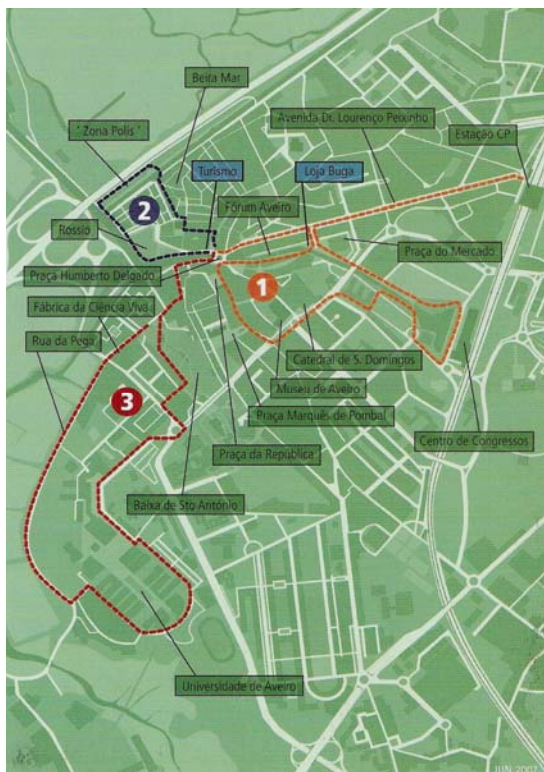 Beira Mar
Avenida Dr. Lourenço Peixinho
' Zona Polis '
Estação CP
Turismo
Loja Buga
2
Fórum Aveiro
Rossio
Praça do Mercado
Praça Humberto Delgado
1
Fábrica da Ciência Viva
Rua da Pega
Catedral de S. Domingos
Museu de Aveiro
3
Praça Marquês de Pombal
Centro de Congressos
Praça da República
Baixa de Sto António
Universidade de Aveiro
JUN. 2007